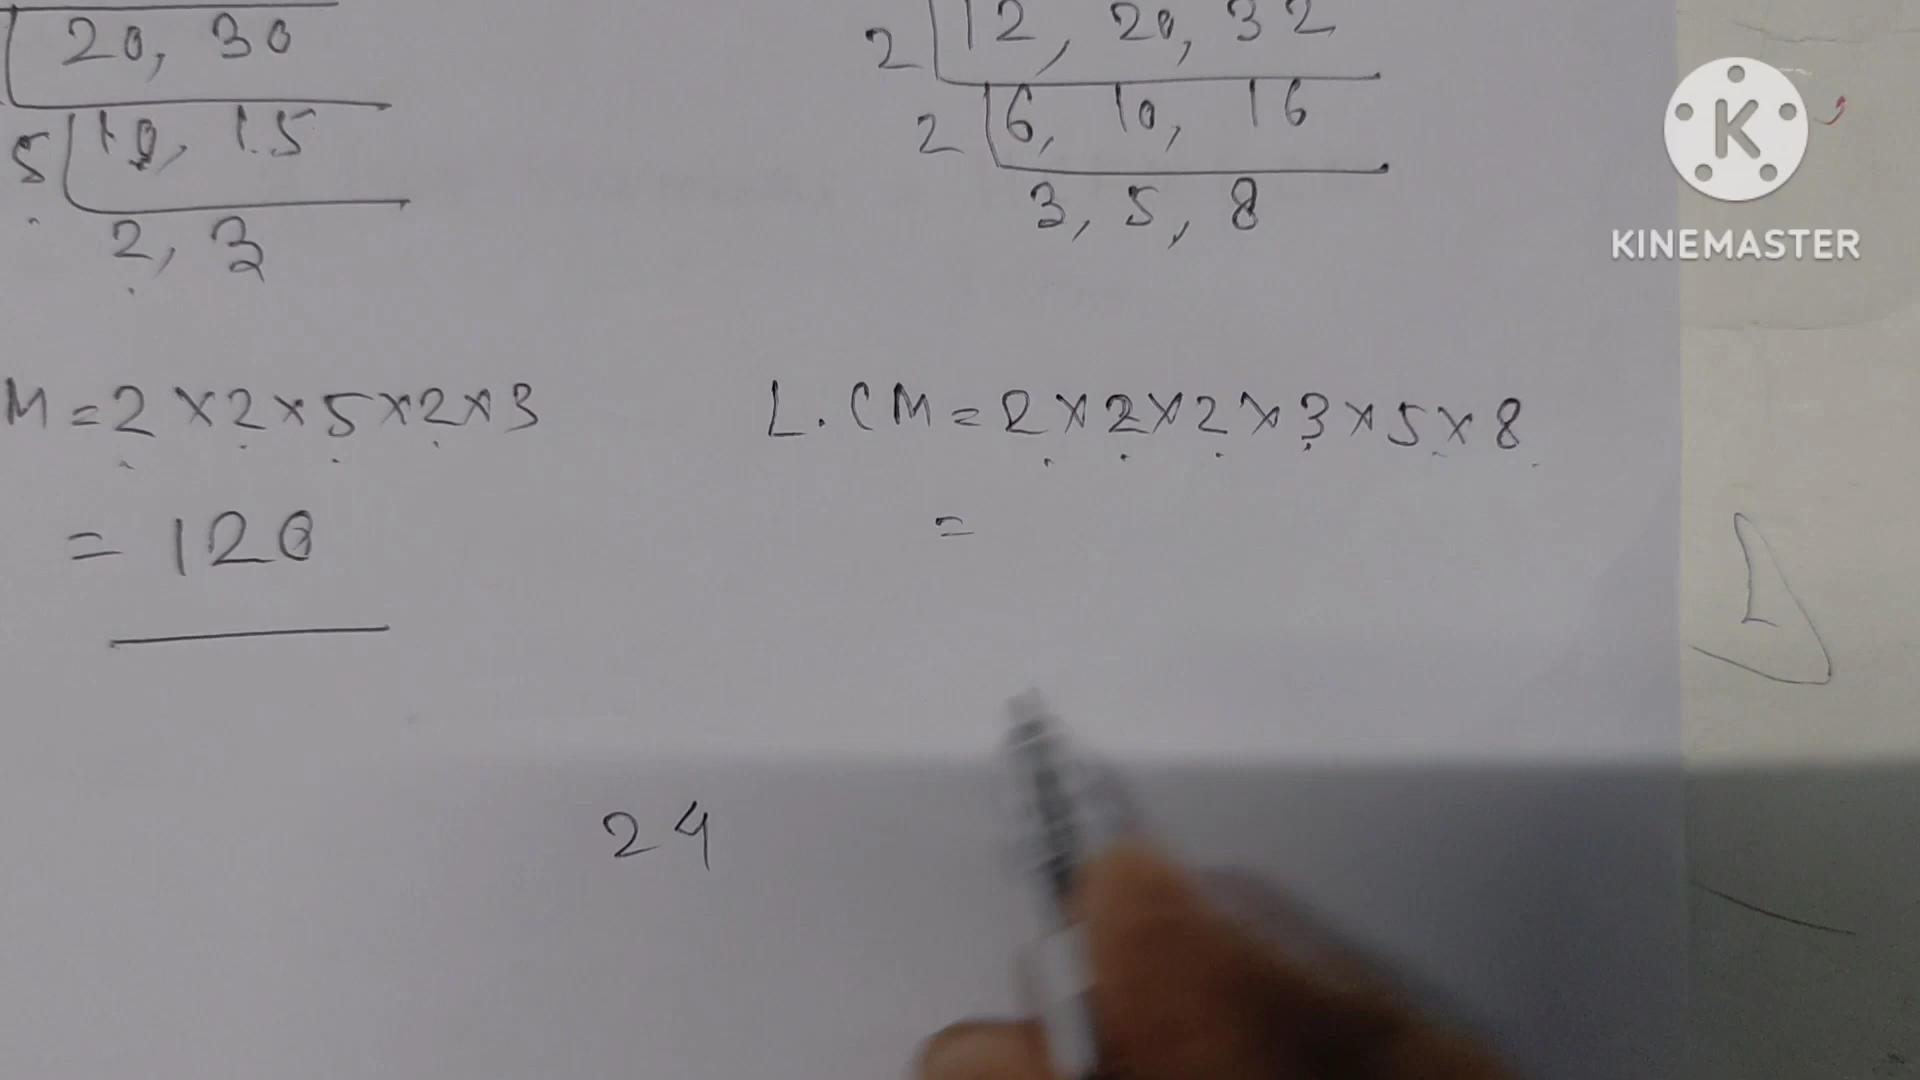 20, 30
5 10, 15
2, 3
M = 2 × 2 × 5 × 2 × 3
= 120
2 12, 20, 32
2 6, 10, 16
3, 5, 8
L.CM = 2 × 2 × 2 × 3 × 5 × 8
=
24
K
KINEMASTER